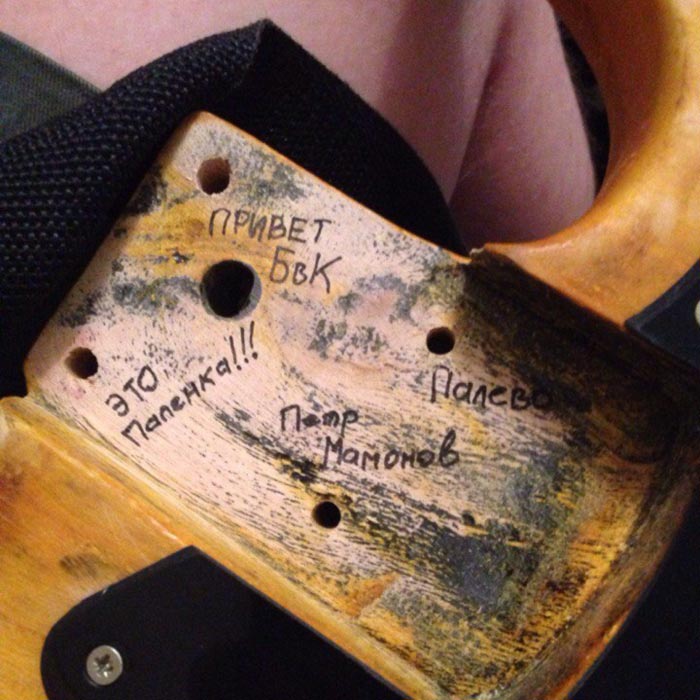 ПРИВЕТ
БвК
ЭТО
Паленка!!!
Палево
Петр
Мамонов